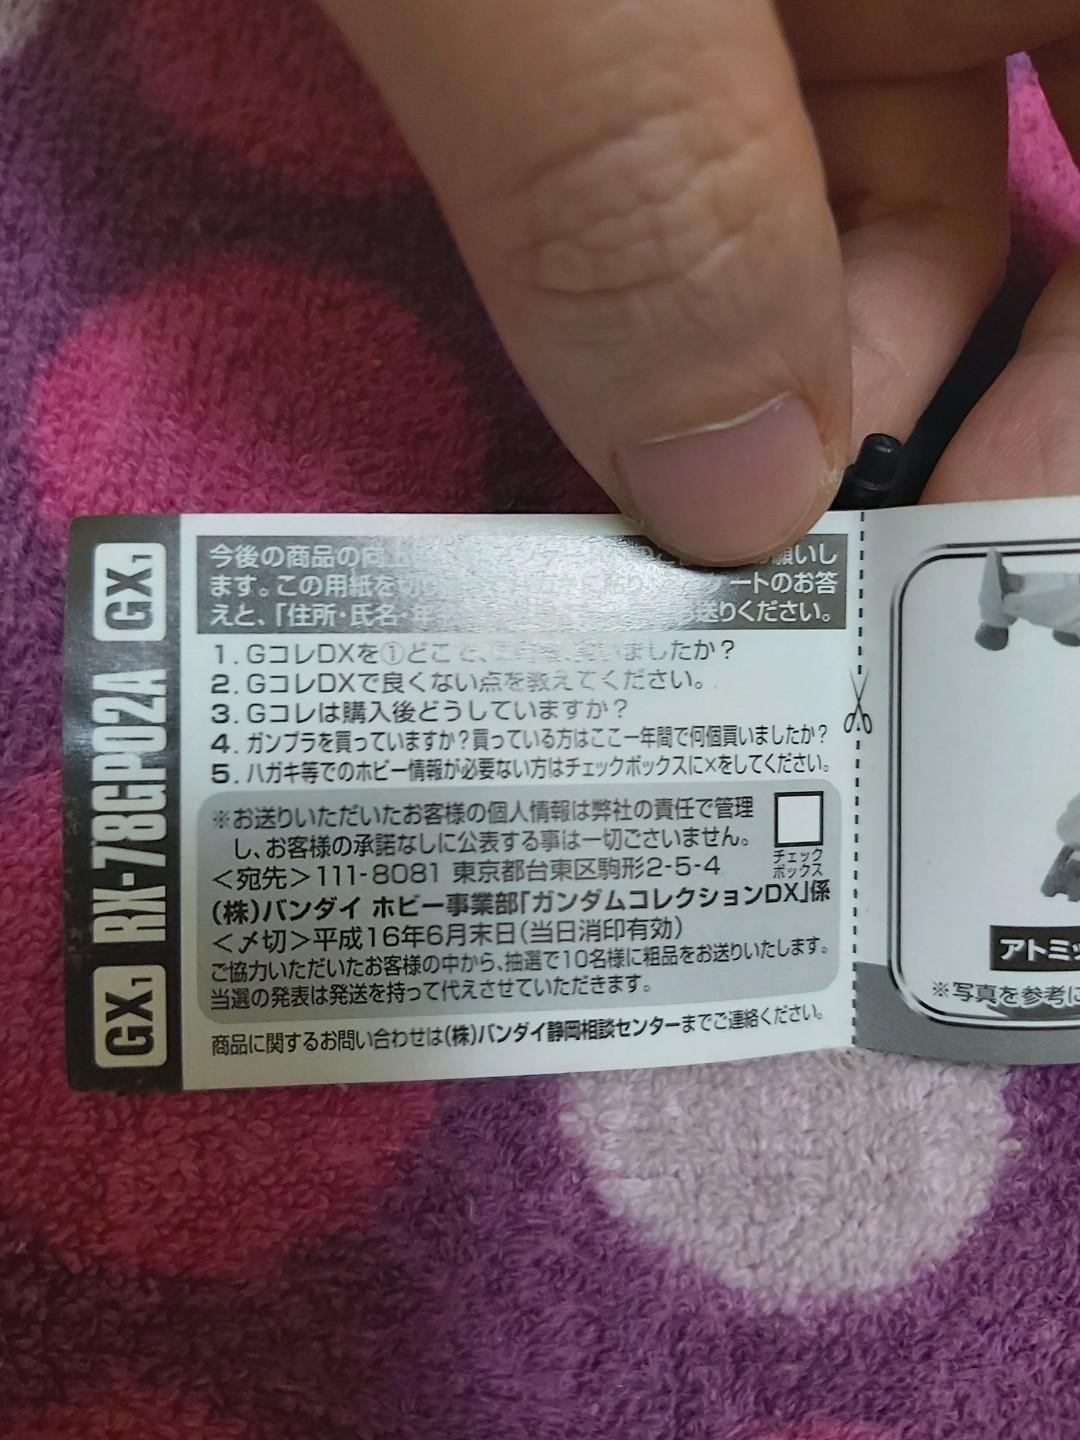 GX1 RX-78GP02A GX1
今後の商品の向上 願いし
ます。この用紙を切 ートのお答
えと、「住所・氏名・年 送りください。
1.GコレDXを①どこで、 ましたか?
2.GコレDXで良くない点を教えてください。
3.Gコレは購入後どうしていますか?
4.ガンプラを買っていますか?買っている方はここ一年間で何個買いましたか?
5.ハガキ等でのホビー情報が必要ない方はチェックボックスに×をしてください。
※お送りいただいたお客様の個人情報は弊社の責任で管理
し、お客様の承諾なしに公表する事は一切ございません。
チェック
ボックス
<宛先>111-8081 東京都台東区駒形2-5-4
(株)バンダイ ホビー事業部「ガンダムコレクションDX」係
<〆切>平成16年6月末日(当日消印有効)
ご協力いただいたお客様の中から、抽選で10名様に粗品をお送りいたします。
当選の発表は発送を持って代えさせていただきます。
商品に関するお問い合わせは(株)バンダイ静岡相談センターまでご連絡ください。
アトミッ
※写真を参考に